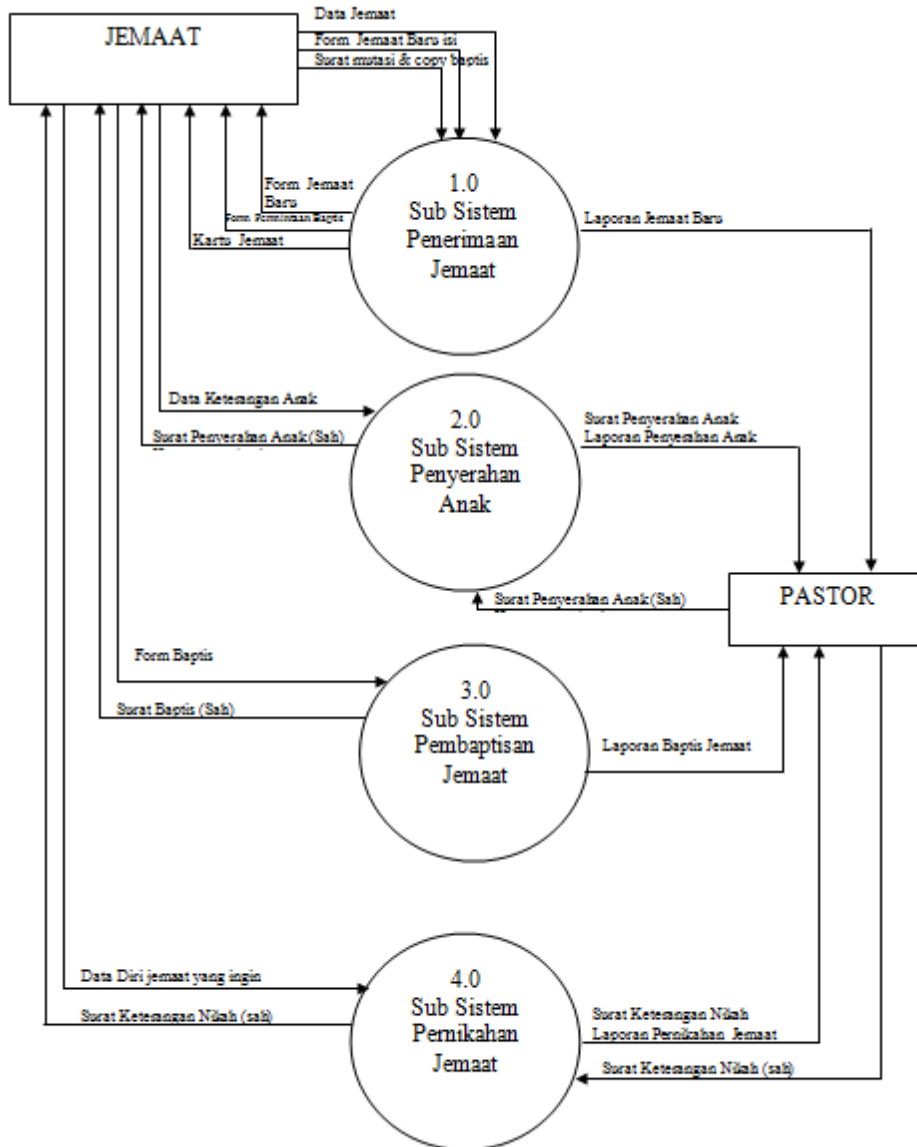 JEMAAT
Data Jemaat
Form Jemaat Baru isi
Surat mutasi & copy baptis
Form Jemaat
Baru
Form Permintaan Baptis
Kartu Jemaat
1.0
Sub Sistem
Penerimaan
Jemaat
Laporan Jemaat Baru
Data Keterangan Anak
Surat Penyerahan Anak (Sah)
2.0
Sub Sistem
Penyerahan
Anak
Surat Penyerahan Anak
Laporan Penyerahan Anak
Surat Penyerahan Anak (Sah)
PASTOR
Form Baptis
Surat Baptis (Sah)
3.0
Sub Sistem
Pembaptisan
Jemaat
Laporan Baptis Jemaat
Data Diri jemaat yang ingin
Surat Keterangan Nikah (sah)
4.0
Sub Sistem
Pernikahan
Jemaat
Surat Keterangan Nikah
Laporan Pernikahan Jemaat
Surat Keterangan Nikah (sah)